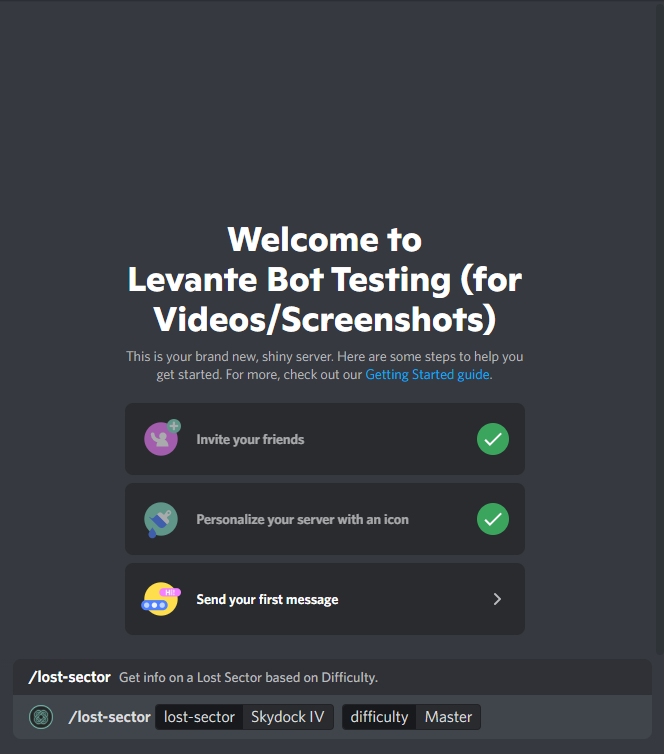 Welcome to
Levante Bot Testing (for
Videos/Screenshots)
This is your brand new, shiny server. Here are some steps to help you
get started. For more, check out our Getting Started guide.
Invite your friends
Personalize your server with an icon
Hi!
Send your first message
/lost-sector Get info on a Lost Sector based on Difficulty.
/lost-sector lost-sector Skydock IV difficulty Master